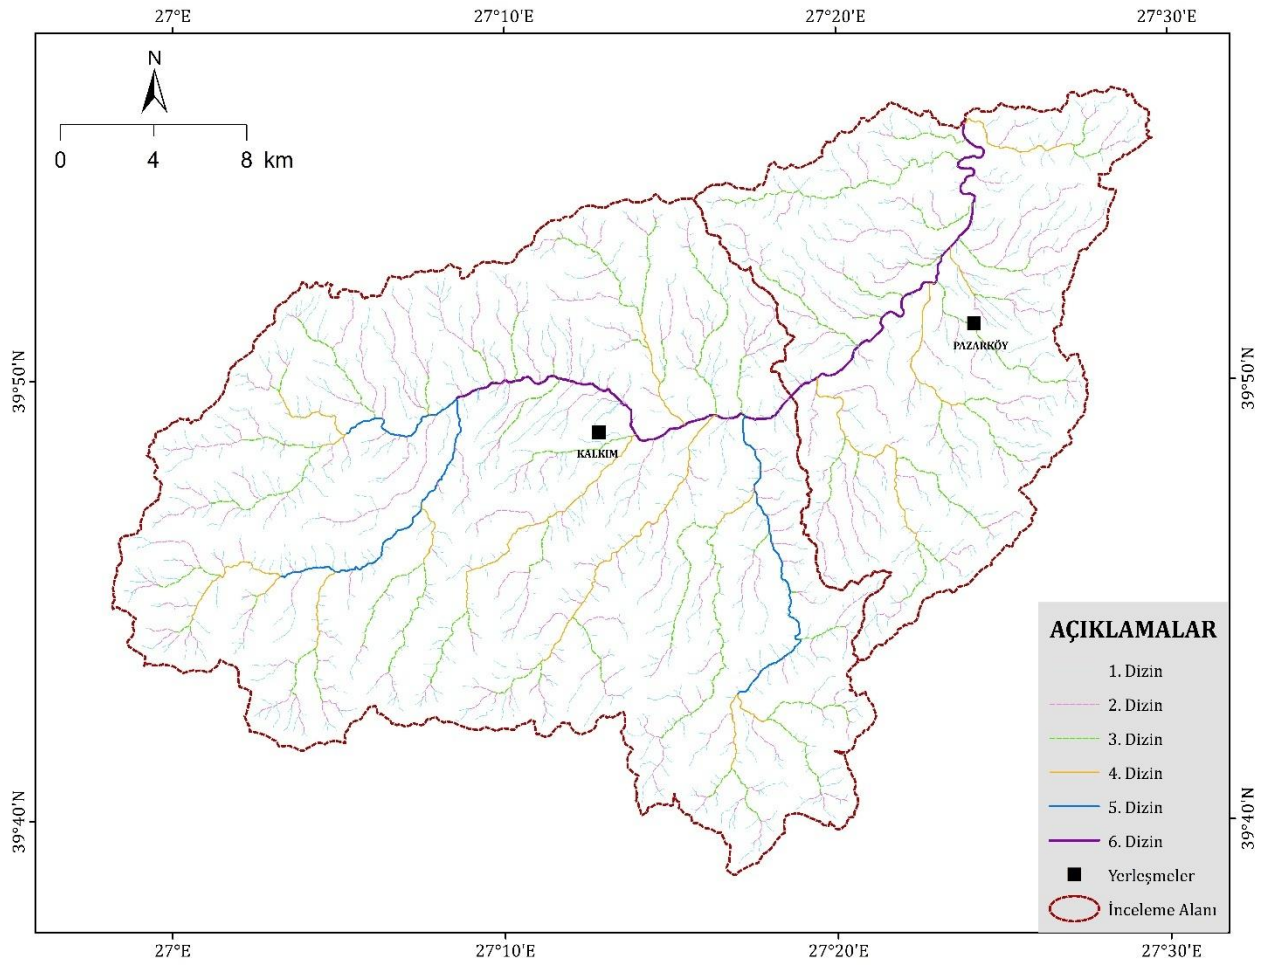 27°E 27°10'E 27°20'E 27°30'E
N
0 4 8 km
39°50'N
39°50'N
PAZARKÖY
KALKIM
AÇIKLAMALAR
1. Dizin
2. Dizin
3. Dizin
4. Dizin
5. Dizin
6. Dizin
Yerleşmeler
İnceleme Alanı
39°40'N
39°40'N
27°E 27°10'E 27°20'E 27°30'E